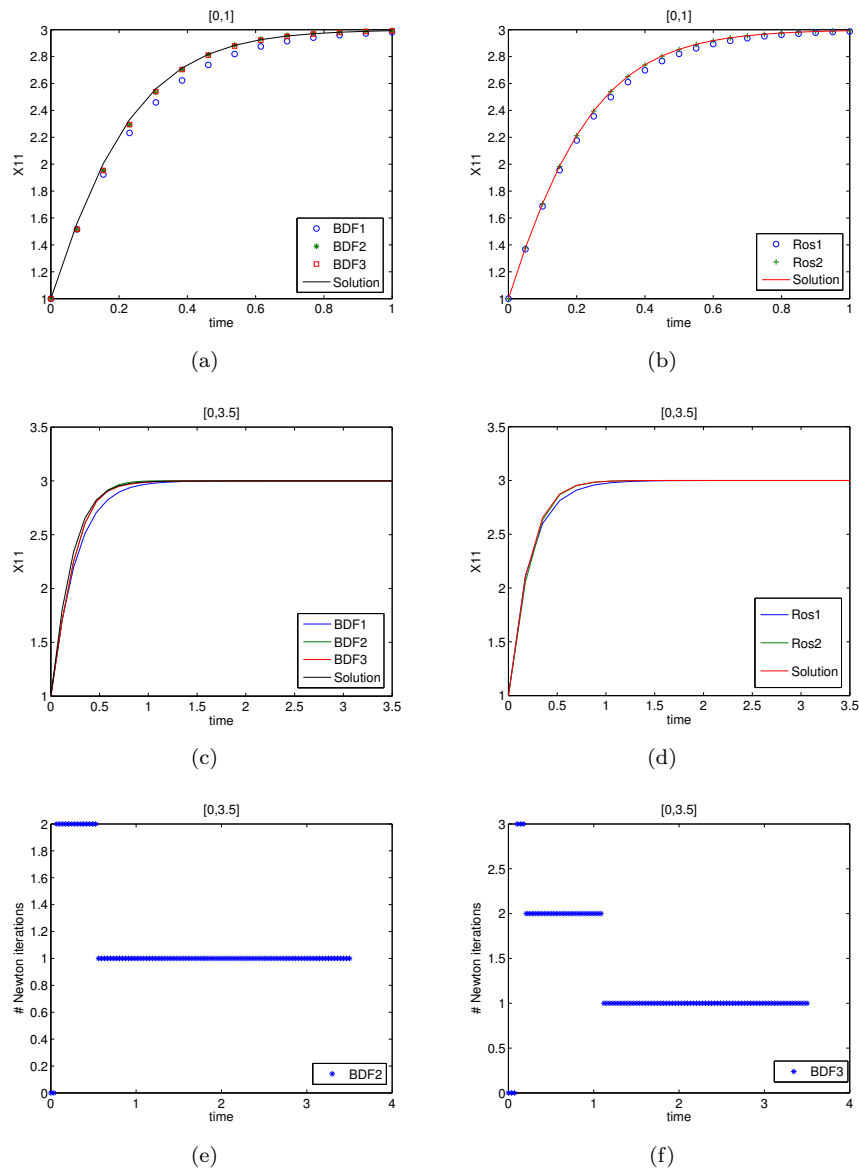 [0,1]
3
2.8
2.6
2.4
2.2
2
1.8
1.6
1.4
1.2
1
X11
BDF1
BDF2
BDF3
Solution
0 0.2 0.4 0.6 0.8 1
time
(a)
[0,1]
3
2.8
2.6
2.4
2.2
2
1.8
1.6
1.4
1.2
1
X11
Ros1
Ros2
Solution
0 0.2 0.4 0.6 0.8 1
time
(b)
[0,3.5]
3.5
3
2.5
2
1.5
1
X11
BDF1
BDF2
BDF3
Solution
0 0.5 1 1.5 2 2.5 3 3.5
time
(c)
[0,3.5]
3.5
3
2.5
2
1.5
1
X11
Ros1
Ros2
Solution
0 0.5 1 1.5 2 2.5 3 3.5
time
(d)
[0,3.5]
2
1.8
1.6
1.4
1.2
1
0.8
0.6
0.4
0.2
0
# Newton iterations
BDF2
0 1 2 3 4
time
(e)
[0,3.5]
3
2.5
2
1.5
1
0.5
0
# Newton iterations
BDF3
0 1 2 3 4
time
(f)